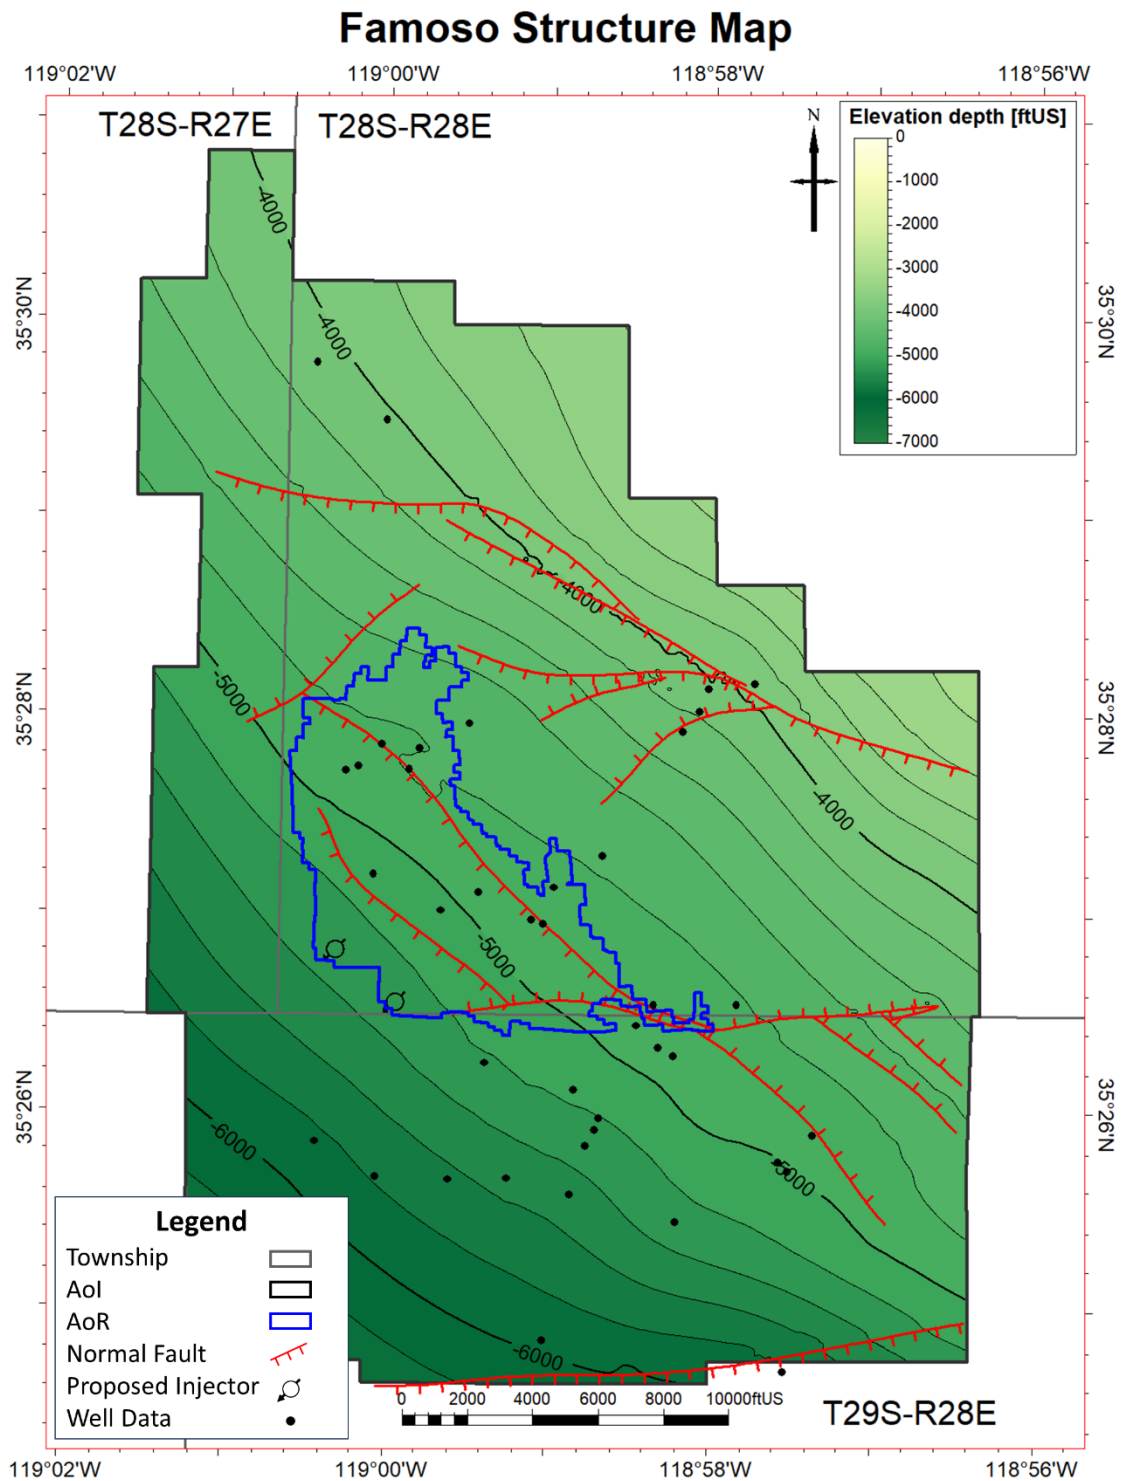 Famoso Structure Map
119°02'W 119°00'W 118°58'W 118°56'W
T28S-R27E T28S-R28E
N
Elevation depth [ftUS]
0
-1000
-2000
-3000
-4000
-5000
-6000
-7000
-4000
35°30'N
35°30'N
-4000
-4000
35°28'N
35°28'N
-5000
-4000
-5000
35°26'N
35°26'N
-6000
-5000
Legend
Township
AoI
AoR
Normal Fault
Proposed Injector
Well Data
-6000
0 2000 4000 6000 8000 10000ftUS
T29S-R28E
119°02'W 119°00'W 118°58'W 118°56'W